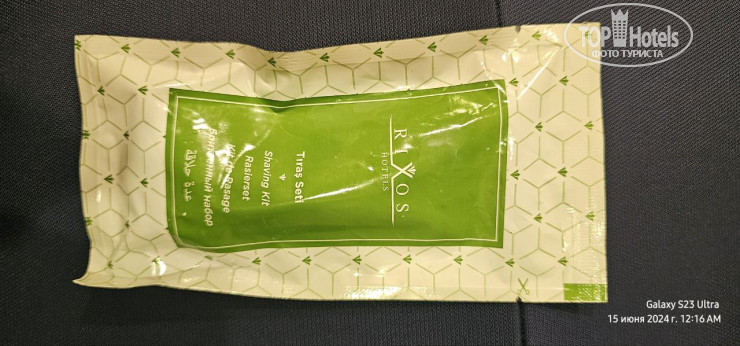 RIXOS
HOTELS
Tıraş Seti
Shaving Kit
Rasierset
Kit de Rasage
Бритвенный набор
عدة حلاقة
TOP Hotels
ФОТО ТУРИСТА
Galaxy S23 Ultra
15 июня 2024 г. 12:16 AM